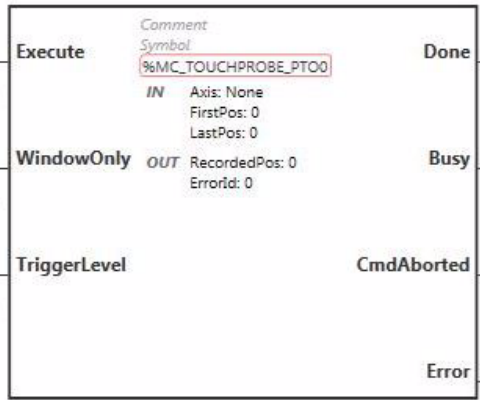 Comment
Execute
Symbol
Done
%MC_TOUCHPROBE_PTO0
IN Axis: None
FirstPos: 0
LastPos: 0
WindowOnly
OUT RecordedPos: 0
Busy
ErrorId: 0
TriggerLevel
CmdAborted
Error